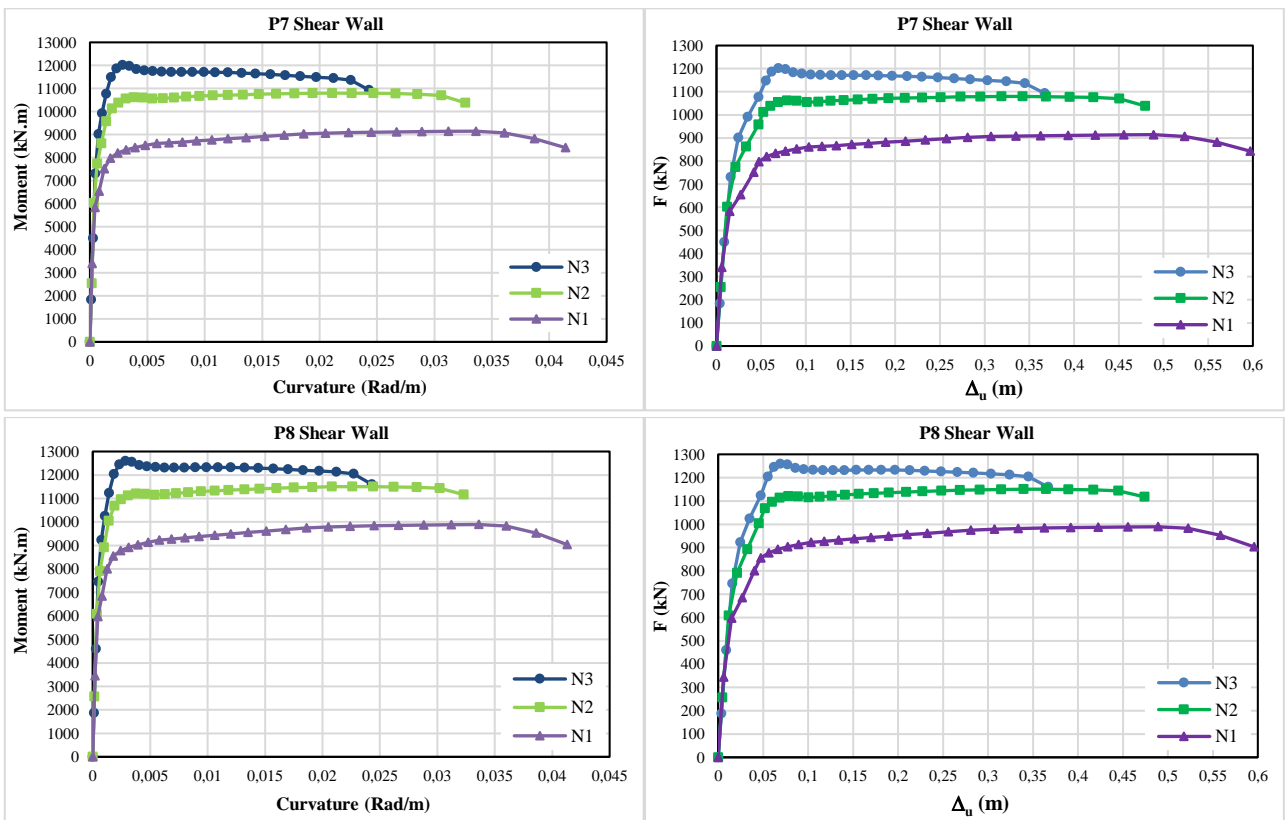 P7 Shear Wall
13000
12000
11000
10000
9000
8000
7000
6000
5000
4000
3000
2000
1000
0
Moment (kN.m)
N3
N2
N1
0 0,005 0,01 0,015 0,02 0,025 0,03 0,035 0,04 0,045
Curvature (Rad/m)
P7 Shear Wall
1300
1200
1100
1000
900
800
700
600
500
400
300
200
100
0
F (kN)
N3
N2
N1
0 0,05 0,1 0,15 0,2 0,25 0,3 0,35 0,4 0,45 0,5 0,55 0,6
Δu (m)
P8 Shear Wall
13000
12000
11000
10000
9000
8000
7000
6000
5000
4000
3000
2000
1000
0
Moment (kN.m)
N3
N2
N1
0 0,005 0,01 0,015 0,02 0,025 0,03 0,035 0,04 0,045
Curvature (Rad/m)
P8 Shear Wall
1300
1200
1100
1000
900
800
700
600
500
400
300
200
100
0
F (kN)
N3
N2
N1
0 0,05 0,1 0,15 0,2 0,25 0,3 0,35 0,4 0,45 0,5 0,55 0,6
Δu (m)